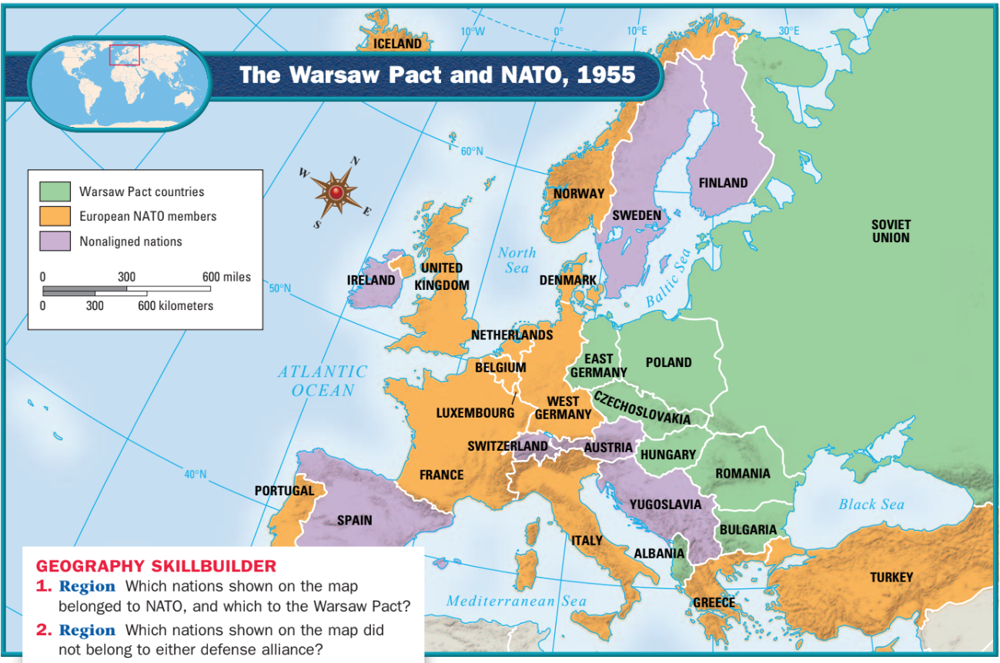 ICELAND
10°W
0°
10°E
30°E
The Warsaw Pact and NATO, 1955
60°N
N
W
E
S
Warsaw Pact countries
European NATO members
Nonaligned nations
0 300 600 miles
0 300 600 kilometers
NORWAY
FINLAND
SWEDEN
SOVIET
UNION
North
Sea
Baltic Sea
IRELAND
UNITED
KINGDOM
DENMARK
50°N
NETHERLANDS
BELGIUM
EAST
GERMANY
POLAND
ATLANTIC
OCEAN
LUXEMBOURG
WEST
GERMANY
CZECHOSLOVAKIA
SWITZERLAND
AUSTRIA
HUNGARY
40°N
FRANCE
ROMANIA
PORTUGAL
SPAIN
YUGOSLAVIA
Black Sea
BULGARIA
ITALY
ALBANIA
TURKEY
Mediterranean Sea
GREECE
GEOGRAPHY SKILLBUILDER
1. Region Which nations shown on the map
belonged to NATO, and which to the Warsaw Pact?
2. Region Which nations shown on the map did
not belong to either defense alliance?